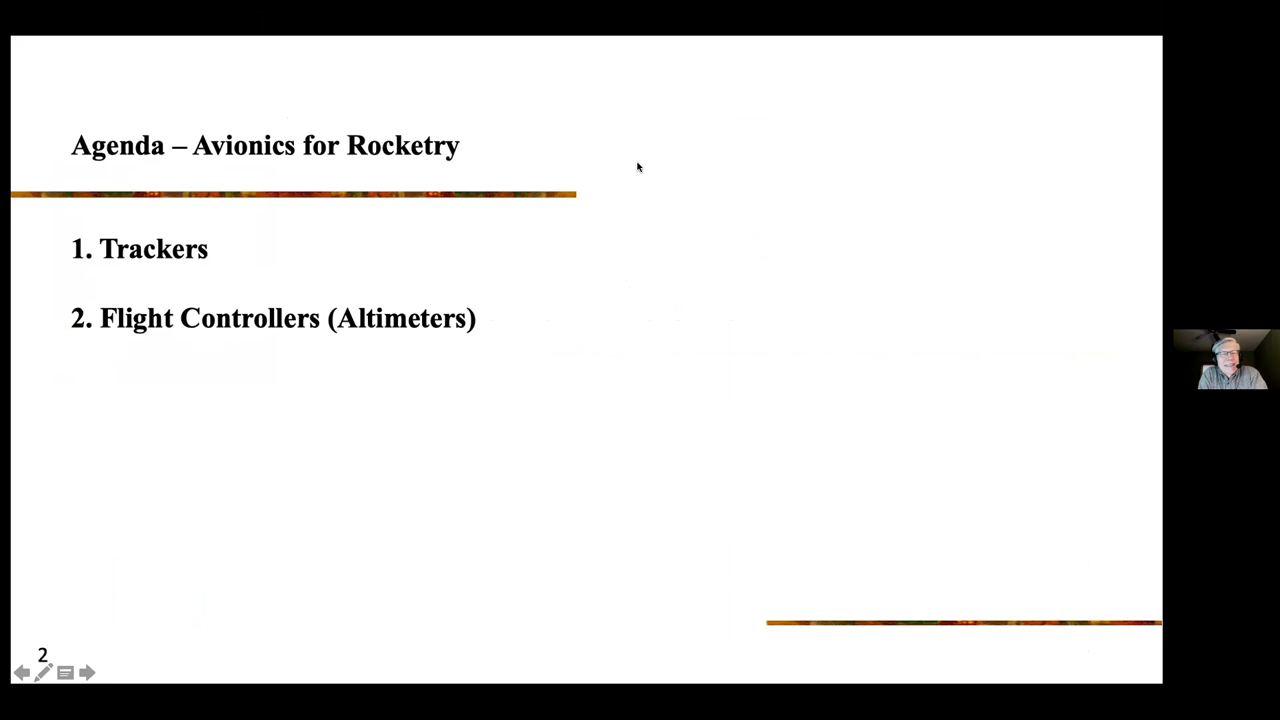 Agenda – Avionics for Rocketry
1. Trackers
2. Flight Controllers (Altimeters)
2